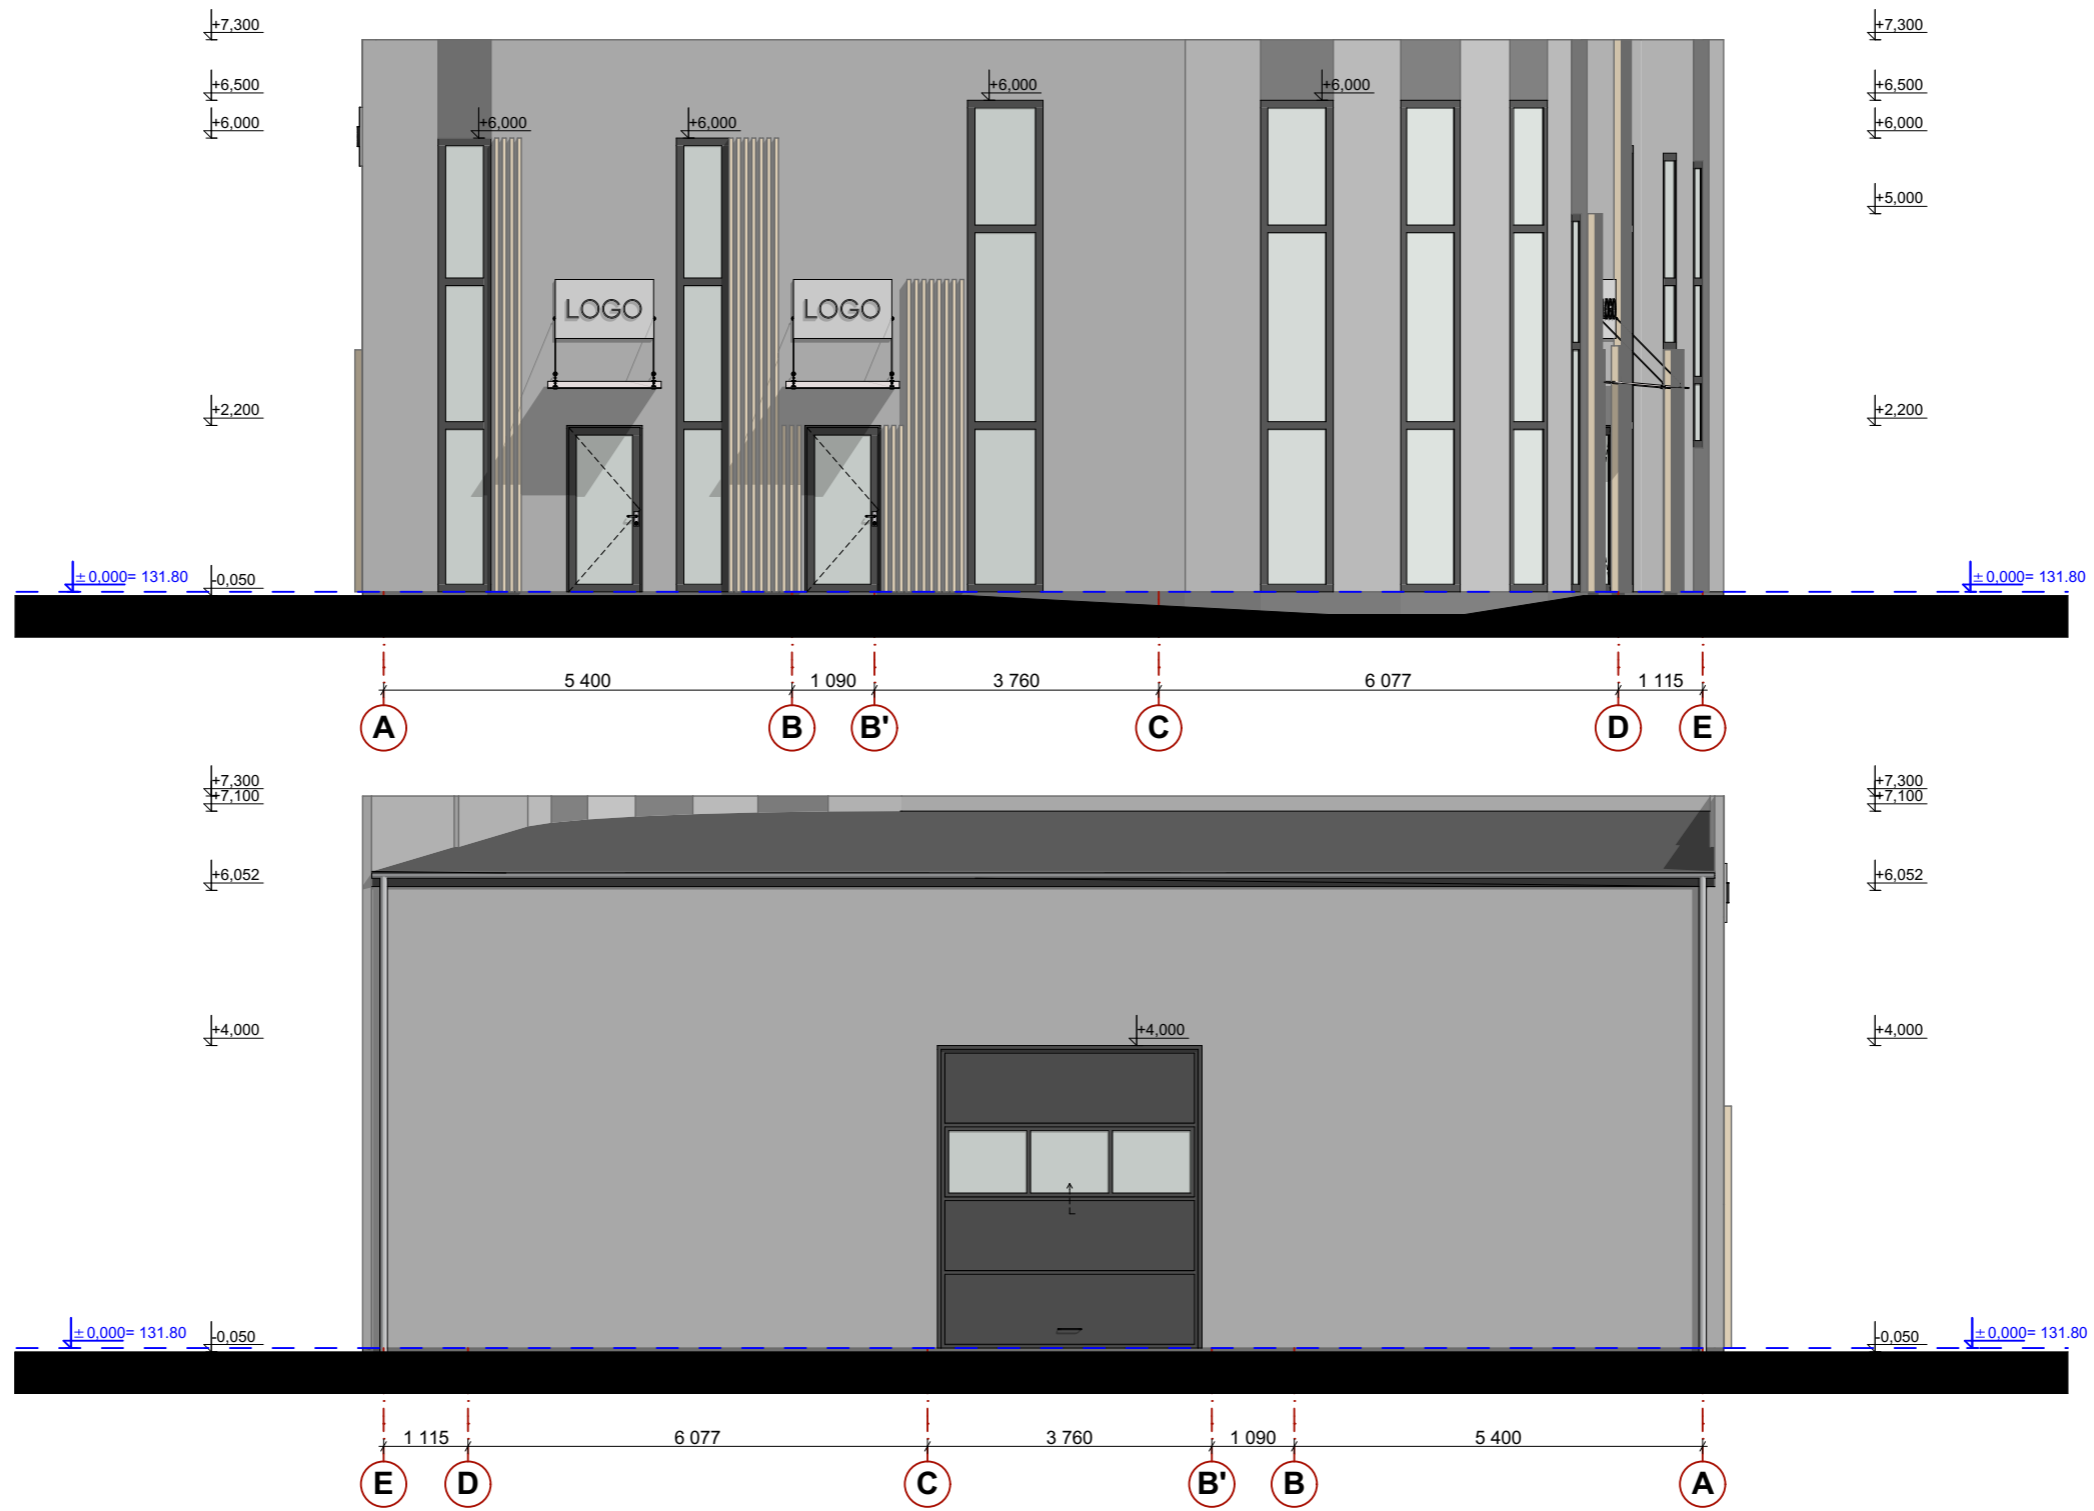 +7,300
+7,300
+6,500
+6,000
+6,000
+6,500
+6,000
+6,000
+6,000
+6,000
+5,000
LOGO
LOGO
+2,200
+2,200
±0,000= 131.80
-0,050
±0,000= 131.80
5 400
1 090
3 760
6 077
1 115
A
B
B'
C
D
E
+7,300
+7,300
+7,100
+7,100
+6,052
+6,052
+4,000
+4,000
+4,000
L
±0,000= 131.80
-0,050
-0,050
±0,000= 131.80
1 115
6 077
3 760
1 090
5 400
E
D
C
B'
B
A